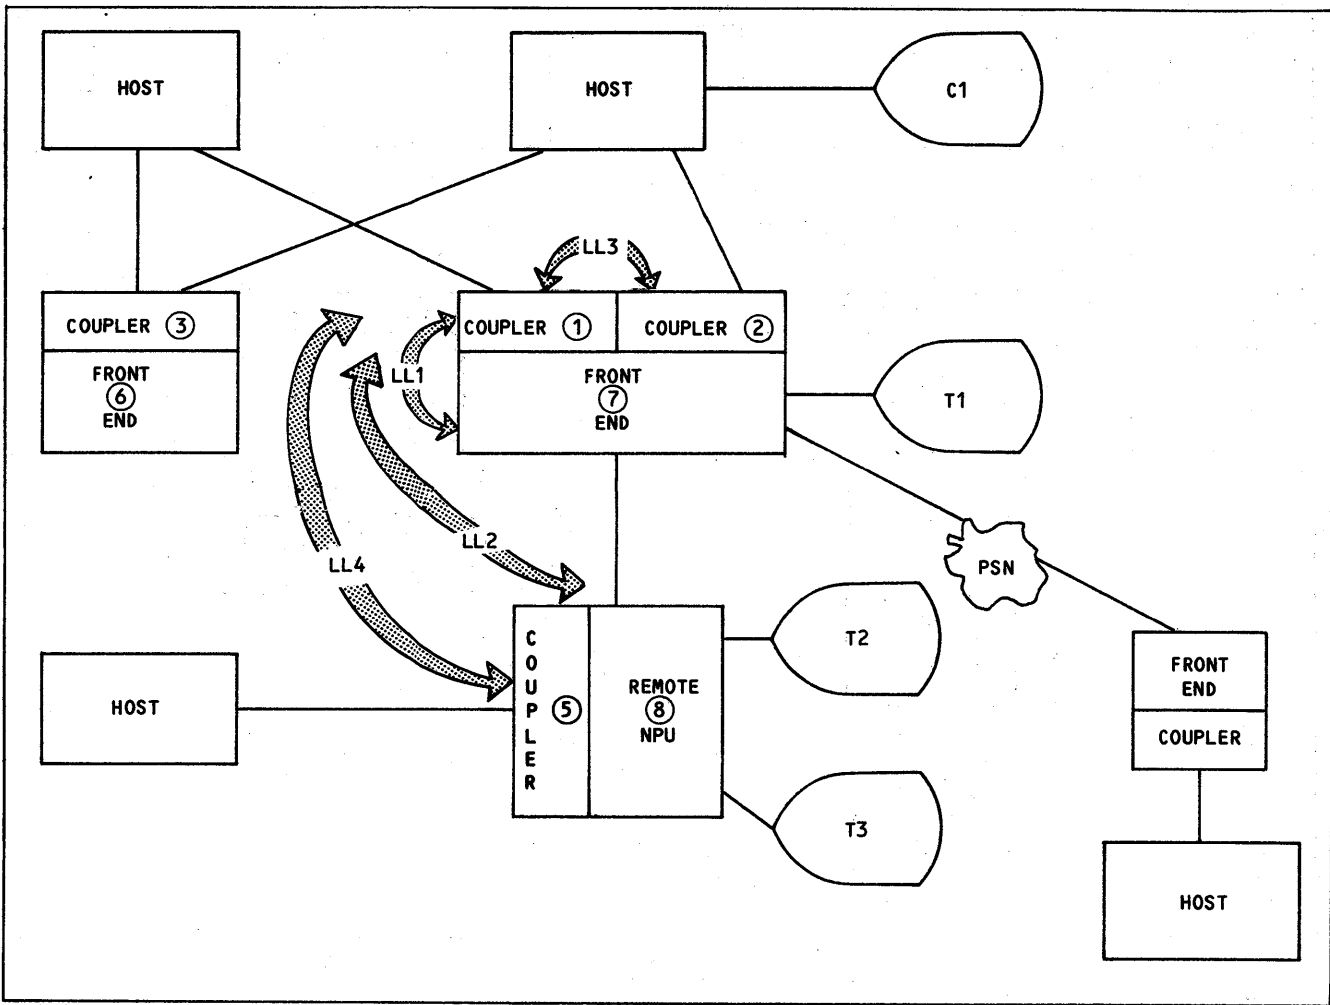 HOST
HOST
C1
LL3
COUPLER 3
COUPLER 1
COUPLER 2
FRONT
6
END
LL1
FRONT
7
END
T1
LL2
LL4
PSN
COUPLER
5
REMOTE
8
NPU
T2
FRONT
END
COUPLER
HOST
T3
HOST